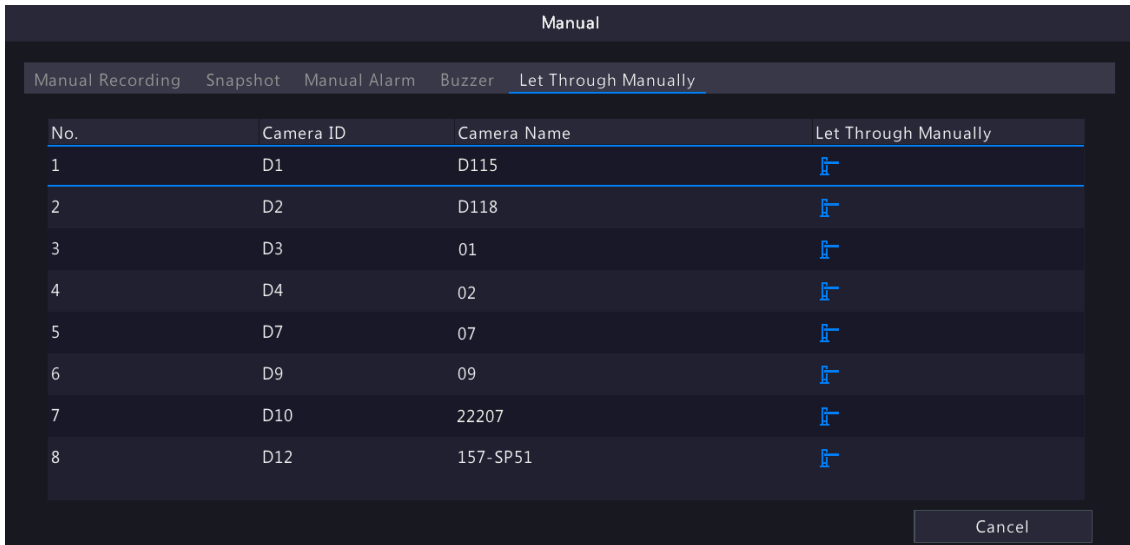 Manual
Manual Recording Snapshot Manual Alarm Buzzer Let Through Manually
No. Camera ID Camera Name Let Through Manually
1 D1 D115
2 D2 D118
3 D3 01
4 D4 02
5 D7 07
6 D9 09
7 D10 22207
8 D12 157-SP51
Cancel